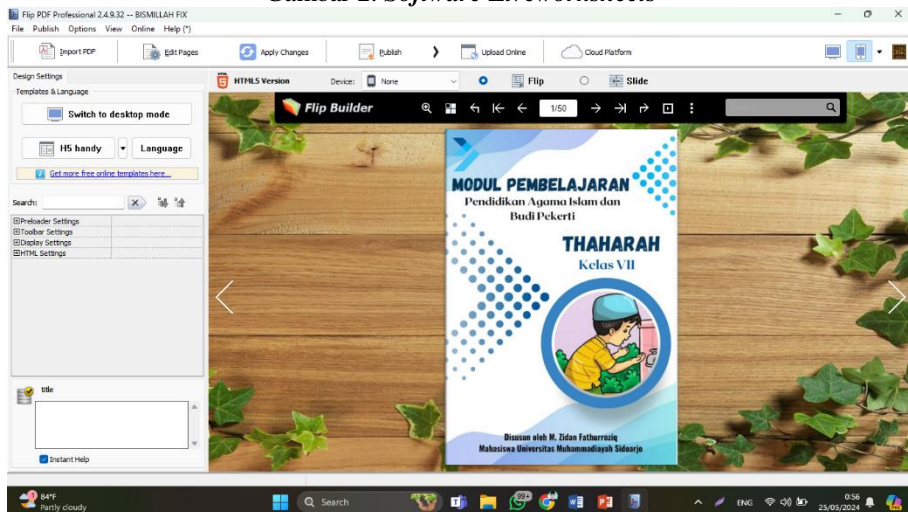 Flip PDF Professional 2.4.9.32 -- BISMILLAH FIX
File Publish Options View Online Help (*)
Import PDF Edit Pages Apply Changes Publish Upload Online Cloud Platform
Design Settings
HTML5 Version Device: None Flip Slide
Templates & Language
Switch to desktop mode
H5 handy Language
Get more free online templates here...
Search:
Preloader Settings
Toolbar Settings
Display Settings
HTML Settings
title
Instant Help
Flip Builder 1/50
MODUL PEMBELAJARAN
Pendidikan Agama Islam dan
Budi Pekerti
THAHARAH
Kelas VII
Disusun oleh M. Zidan Fathurroziq
Mahasiswa Universitas Muhammadiyah Sidoarjo
84°F
Partly cloudy
Search
99+
ENG
0:56
25/05/2024